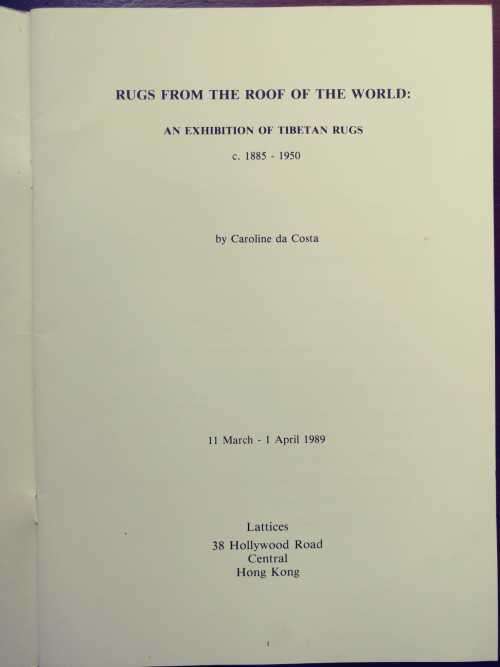 RUGS FROM THE ROOF OF THE WORLD:
AN EXHIBITION OF TIBETAN RUGS
c. 1885 - 1950
by Caroline da Costa
11 March - 1 April 1989
Lattices
38 Hollywood Road
Central
Hong Kong
1